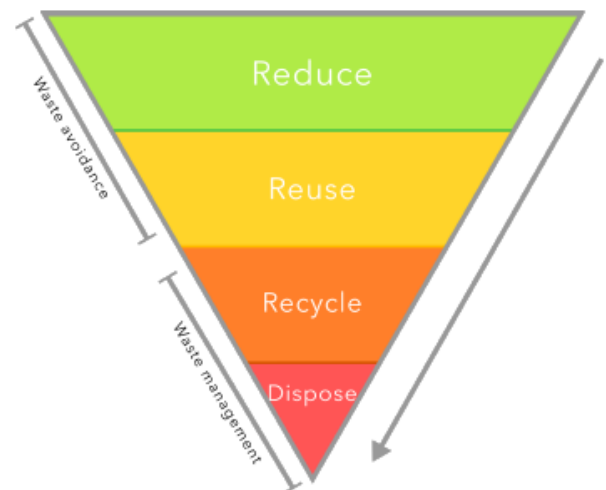 Reduce
Waste avoidance
Reuse
Recycle
Waste management
Dispose